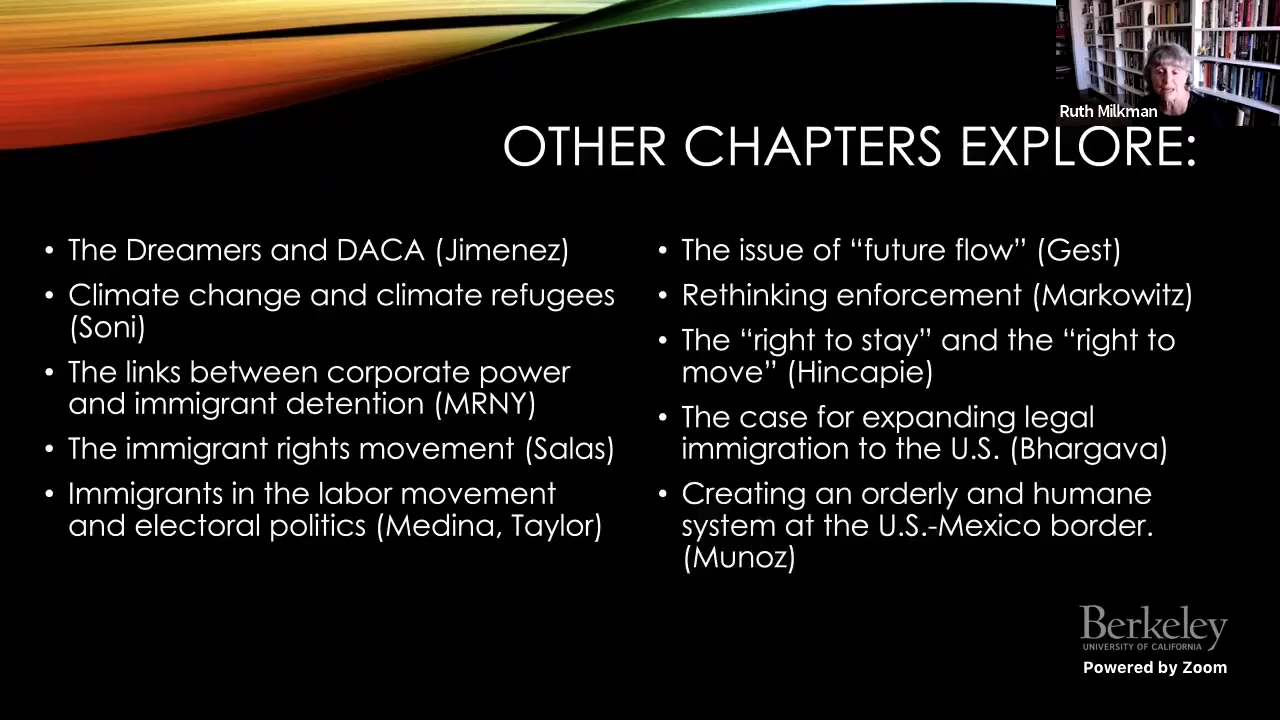 Ruth Milkman
OTHER CHAPTERS EXPLORE:
• The Dreamers and DACA (Jimenez)
• Climate change and climate refugees
(Soni)
• The links between corporate power
and immigrant detention (MRNY)
• The immigrant rights movement (Salas)
• Immigrants in the labor movement
and electoral politics (Medina, Taylor)
• The issue of “future flow” (Gest)
• Rethinking enforcement (Markowitz)
• The “right to stay” and the “right to
move” (Hincapie)
• The case for expanding legal
immigration to the U.S. (Bhargava)
• Creating an orderly and humane
system at the U.S.-Mexico border.
(Munoz)
Berkeley
UNIVERSITY OF CALIFORNIA
Powered by Zoom